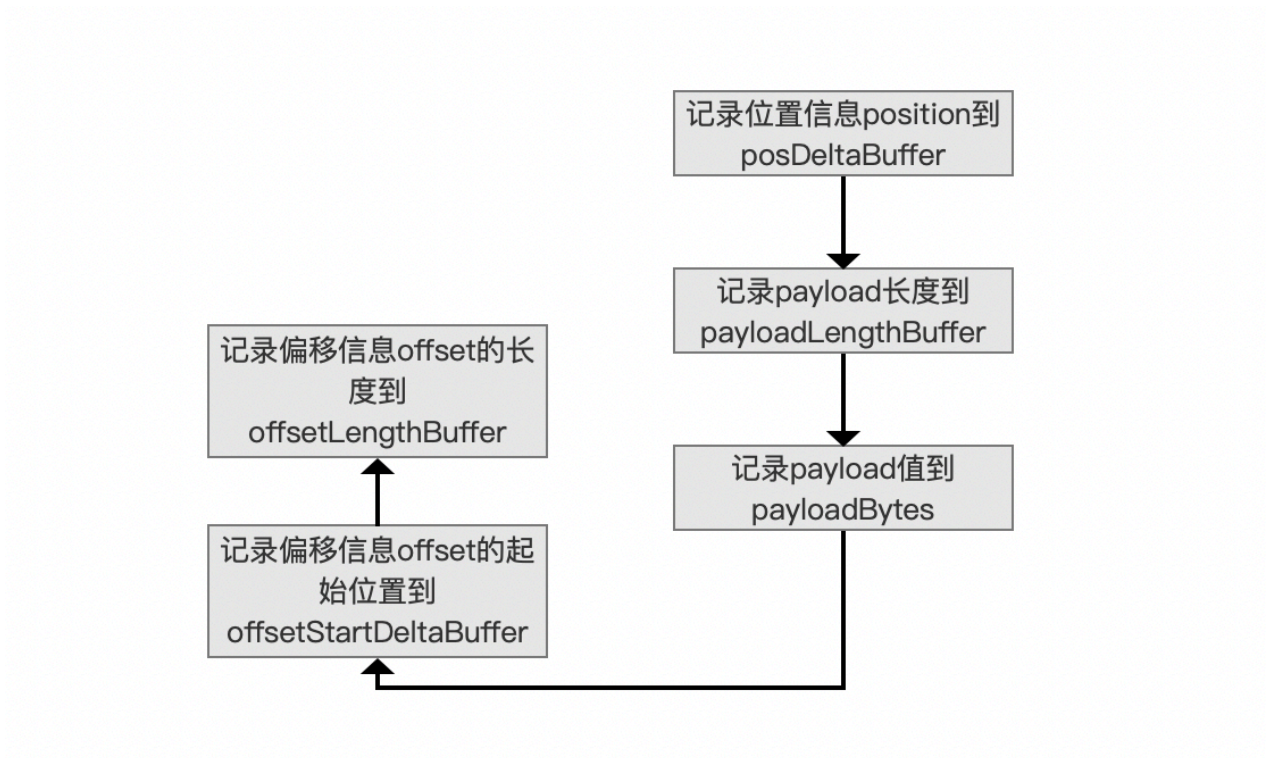 记录位置信息position到
posDeltaBuffer
记录payload长度到
payloadLengthBuffer
记录payload值到
payloadBytes
记录偏移信息offset的起
始位置到
offsetStartDeltaBuffer
记录偏移信息offset的长
度到
offsetLengthBuffer